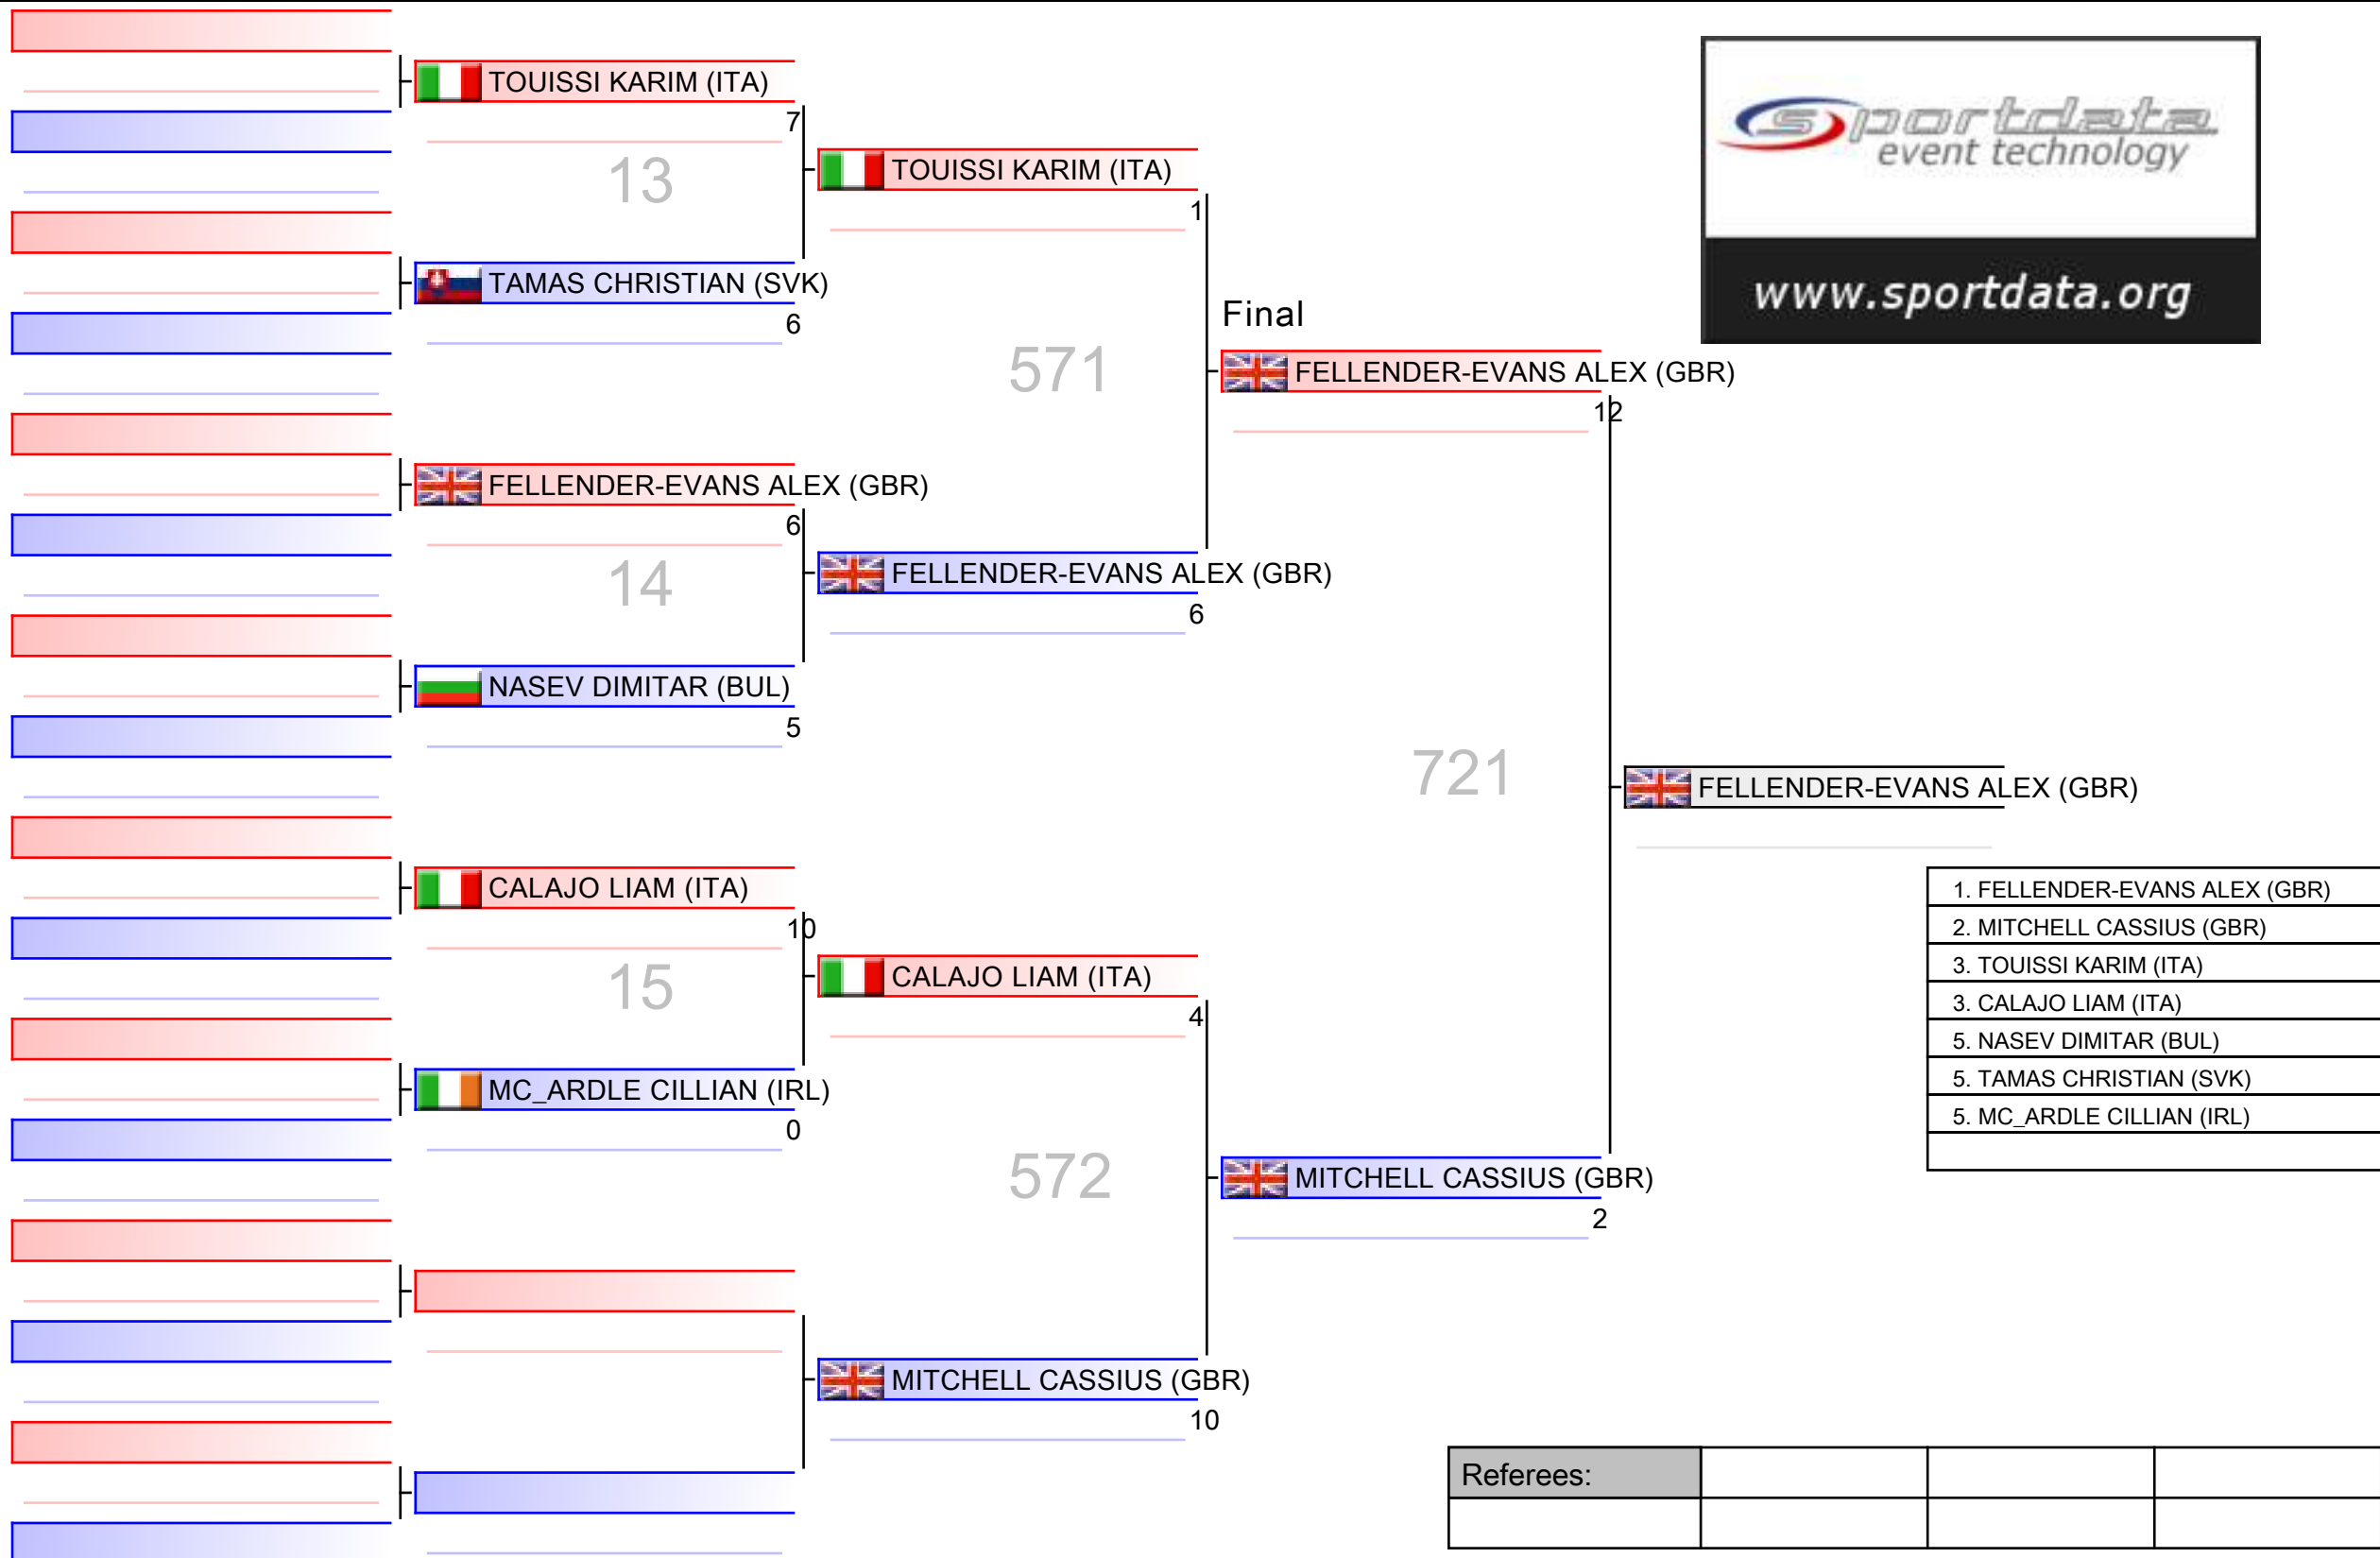 TOUISSI KARIM (ITA)
7
13
TAMAS CHRISTIAN (SVK)
6
FELLENDER-EVANS ALEX (GBR)
6
14
NASEV DIMITAR (BUL)
5
CALAJO LIAM (ITA)
10
15
MC_ARDLE CILLIAN (IRL)
0
TOUISSI KARIM (ITA)
1
571
FELLENDER-EVANS ALEX (GBR)
6
CALAJO LIAM (ITA)
4
572
MITCHELL CASSIUS (GBR)
10
Final
FELLENDER-EVANS ALEX (GBR)
12
721
MITCHELL CASSIUS (GBR)
2
FELLENDER-EVANS ALEX (GBR)
sportdata
event technology
www.sportdata.org
1. FELLENDER-EVANS ALEX (GBR)
2. MITCHELL CASSIUS (GBR)
3. TOUISSI KARIM (ITA)
3. CALAJO LIAM (ITA)
5. NASEV DIMITAR (BUL)
5. TAMAS CHRISTIAN (SVK)
5. MC_ARDLE CILLIAN (IRL)
Referees: